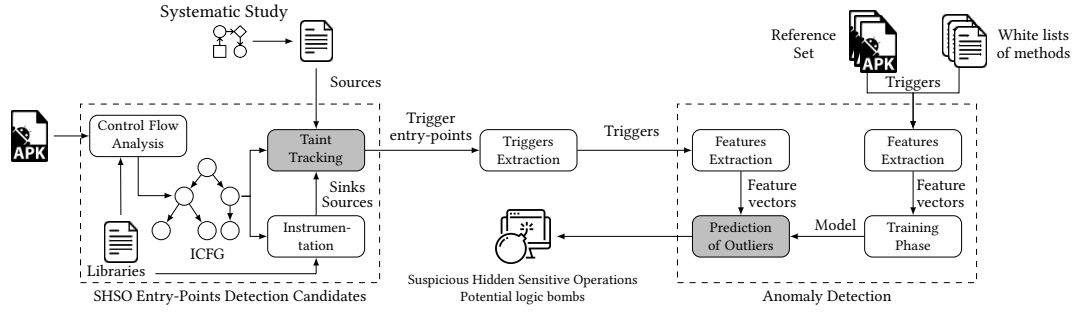 Systematic Study
Sources
APK
Control Flow
Analysis
Taint
Tracking
Sinks
Sources
Instrumen-
tation
ICFG
Libraries
SHSO Entry-Points Detection Candidates
Trigger
entry-points
Triggers
Extraction
Triggers
Suspicious Hidden Sensitive Operations
Potential logic bombs
Reference
Set
APK
White lists
of methods
Triggers
Features
Extraction
Features
Extraction
Feature
vectors
Feature
vectors
Prediction
of Outliers
Model
Training
Phase
Anomaly Detection